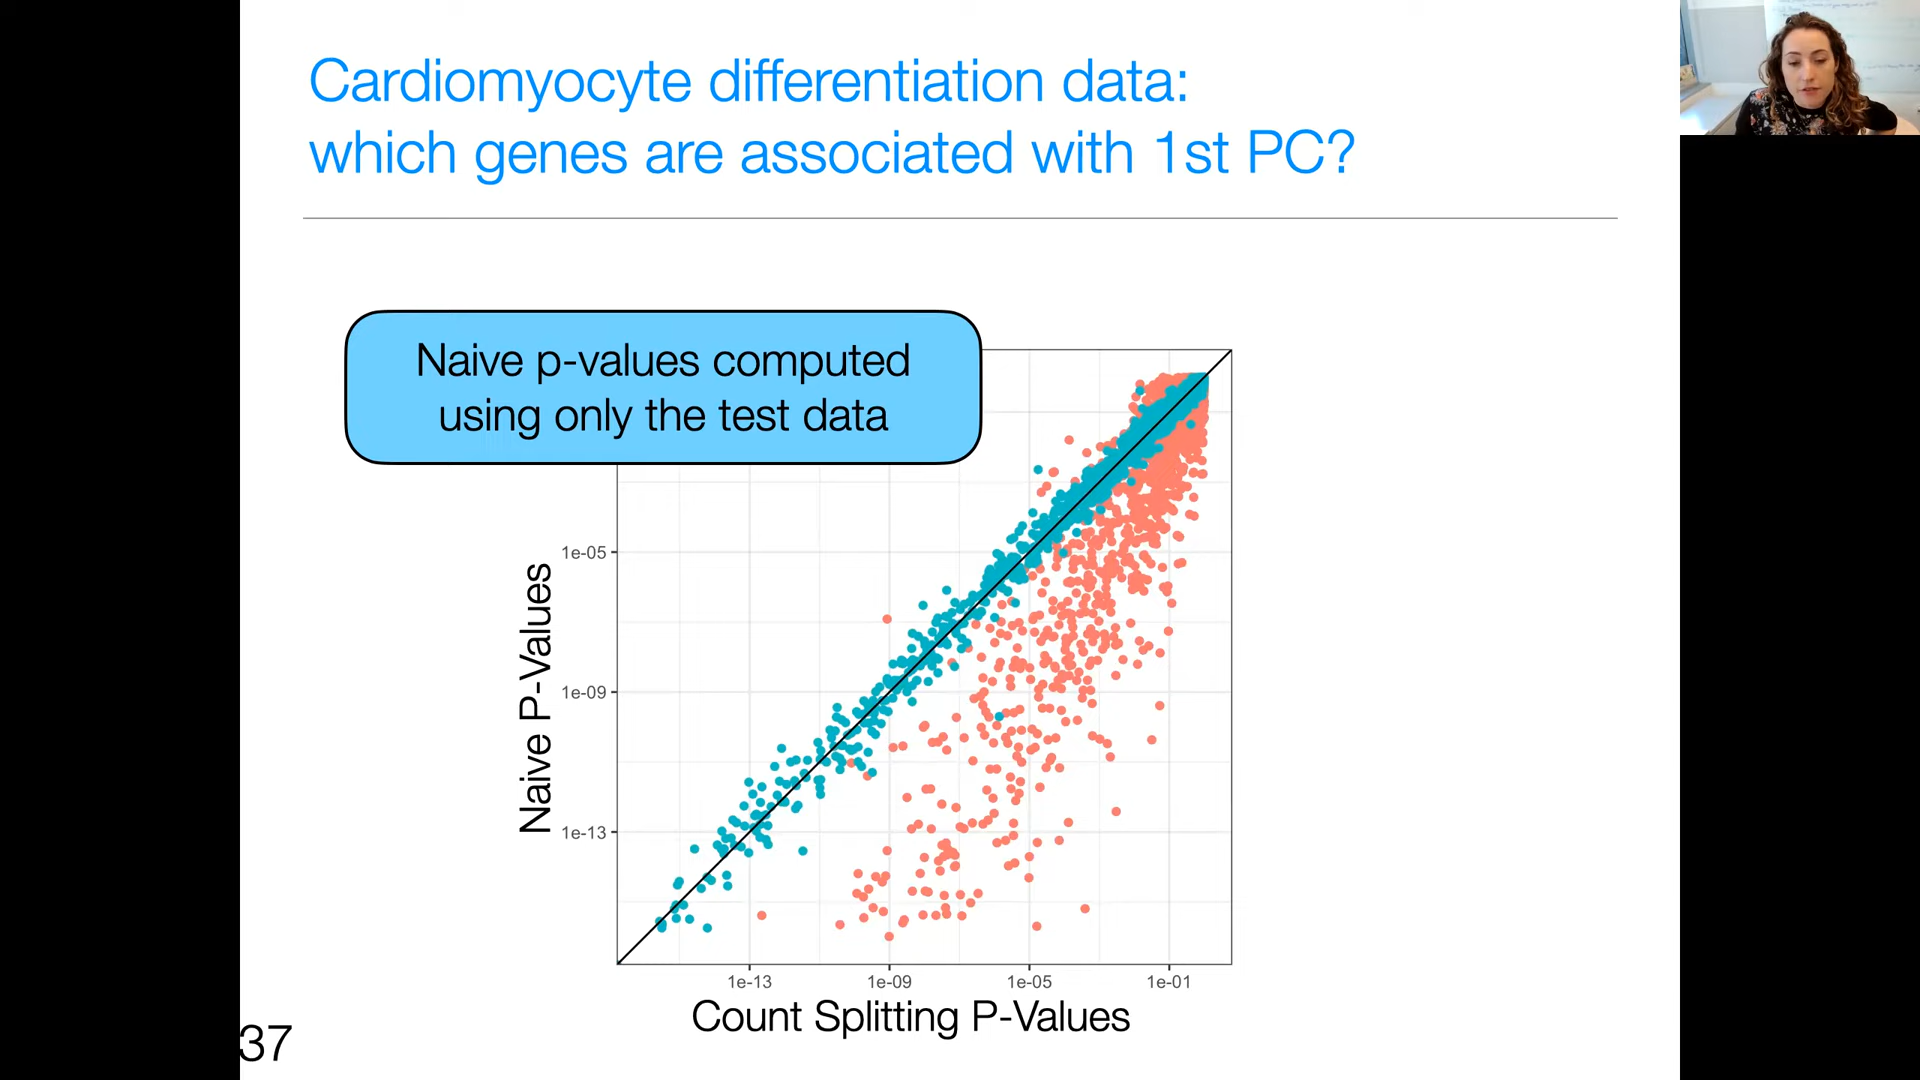 Cardiomyocyte differentiation data:
which genes are associated with 1st PC?
Naive p-values computed
using only the test data
Naive P-Values
1e-05
1e-09
1e-13
1e-13
1e-09
1e-05
1e-01
Count Splitting P-Values
37